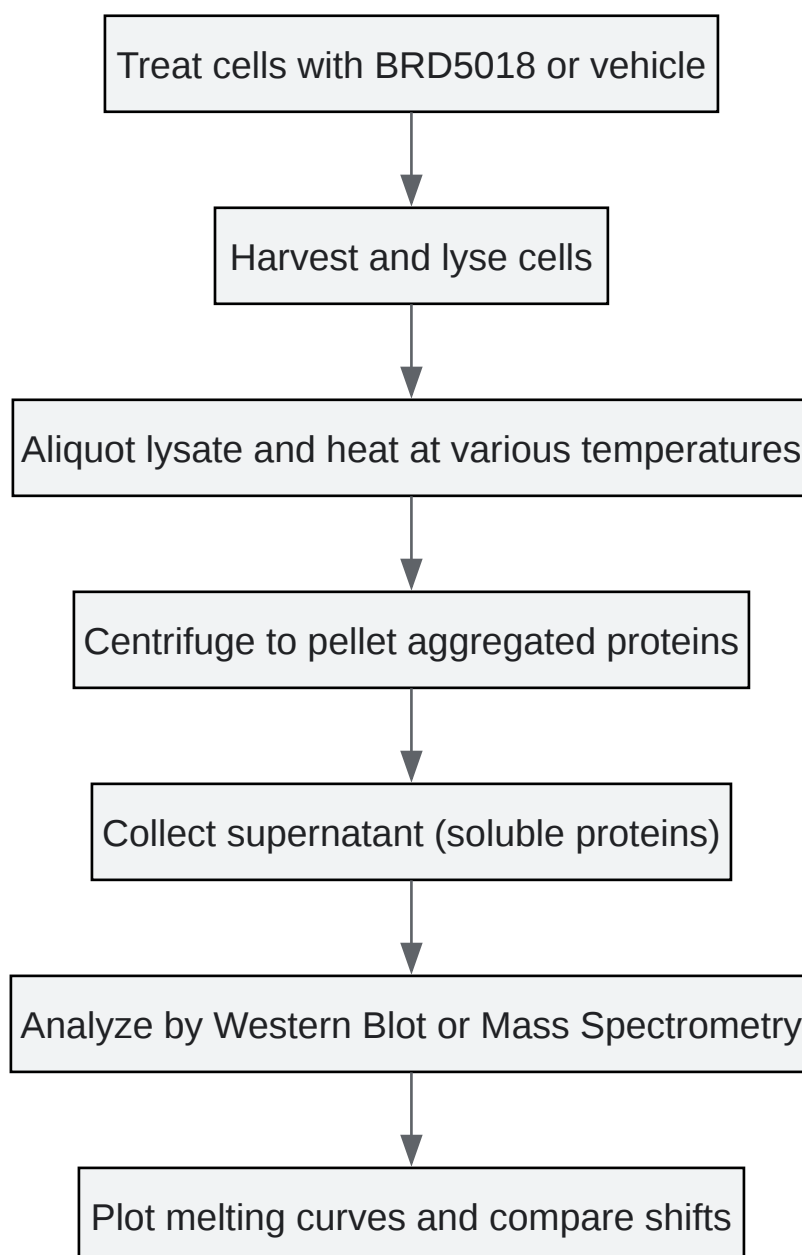 Treat cells with BRD5018 or vehicle
Harvest and lyse cells
Aliquot lysate and heat at various temperatures
Centrifuge to pellet aggregated proteins
Collect supernatant (soluble proteins)
Analyze by Western Blot or Mass Spectrometry
Plot melting curves and compare shifts